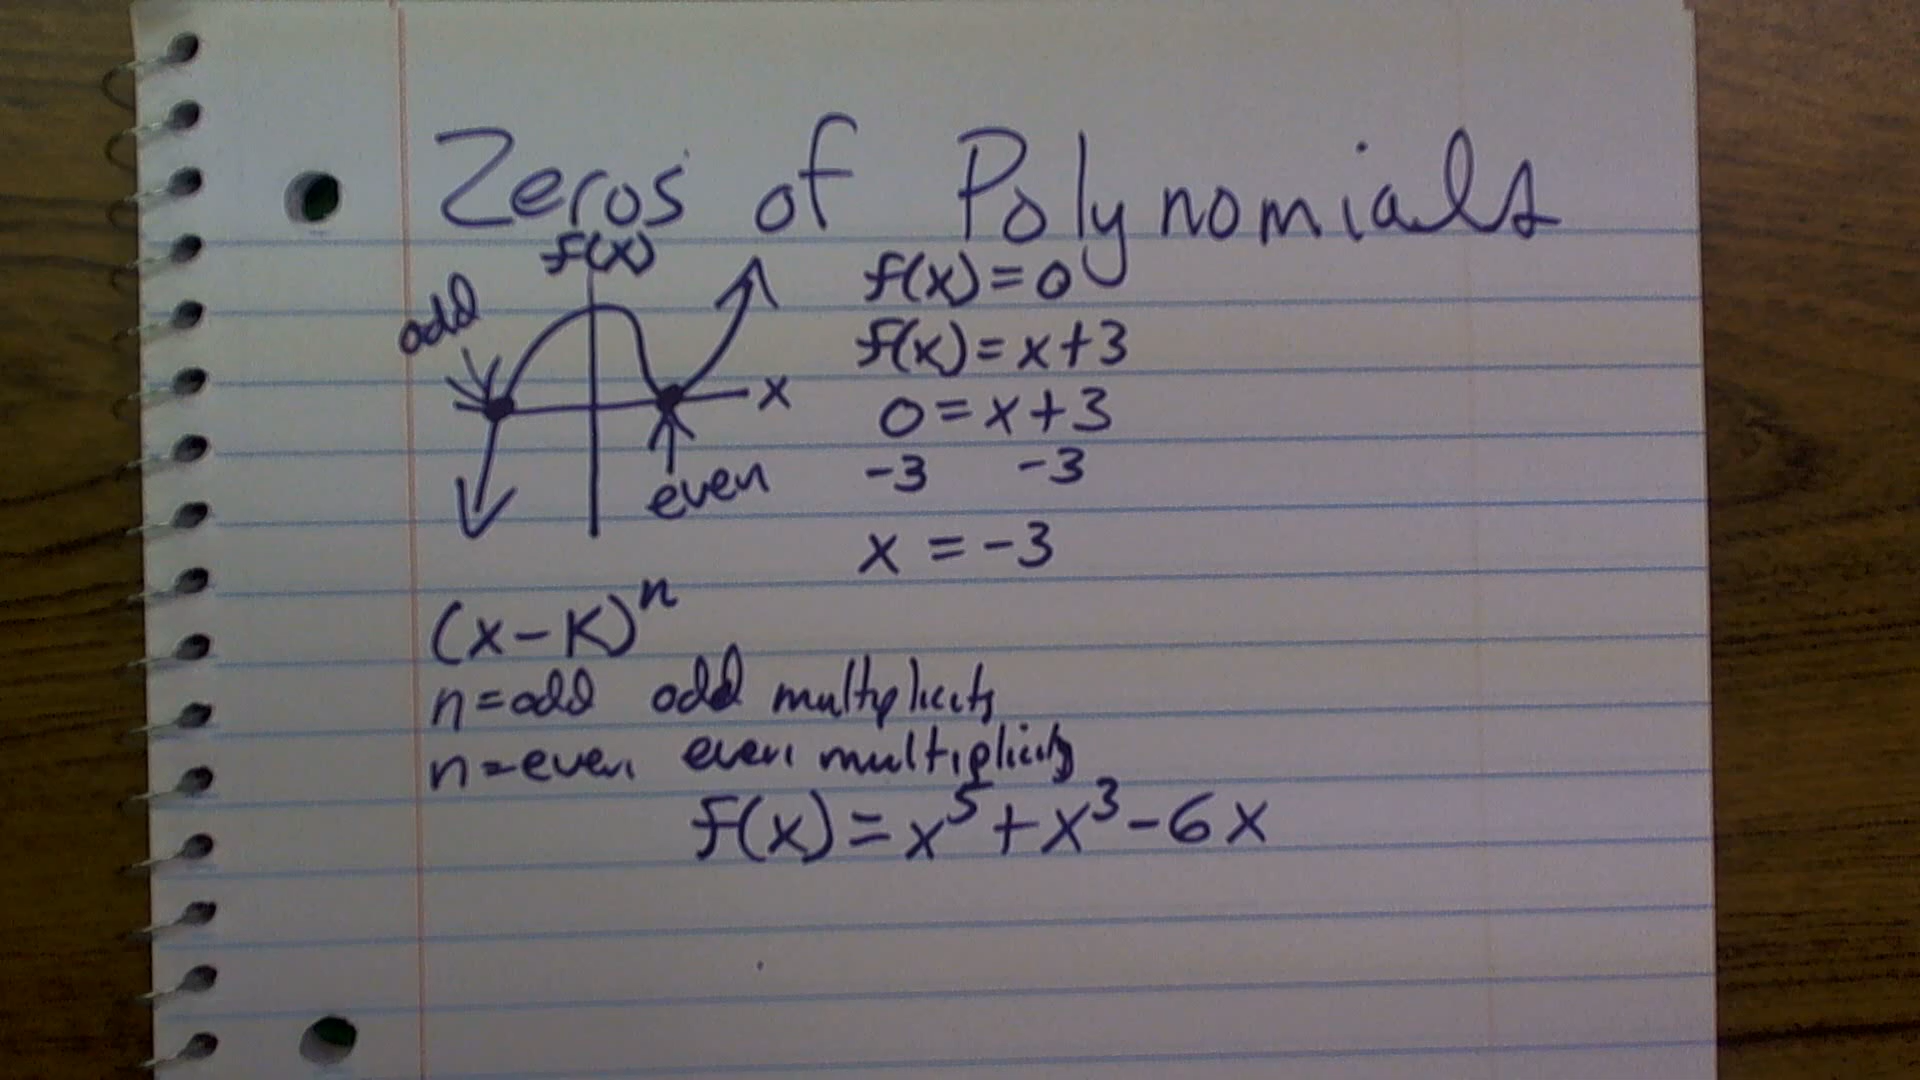 Zeros of Polynomials
f(x)
odd
x
even
f(x)=0
f(x)=x+3
0=x+3
-3 -3
x=-3
(x-K)^n
n=odd odd multiplicity
n=even even multiplicity
f(x)=x^5+x^3-6x